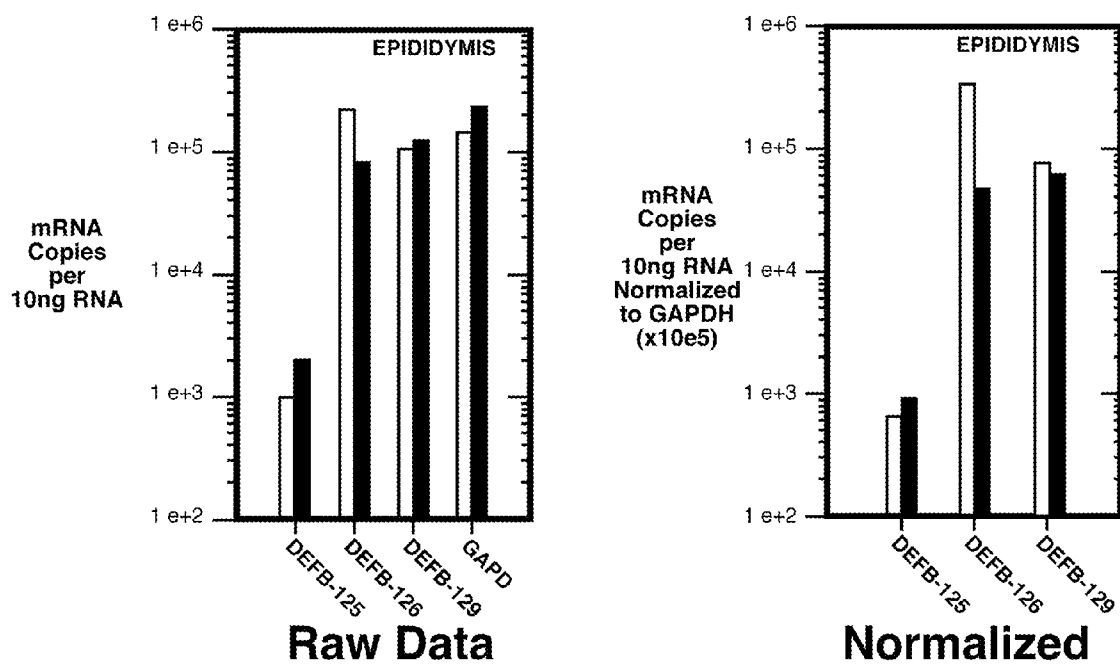 EPIDIDYMIS
1 e+6
1 e+5
1 e+4
1 e+3
1 e+2
mRNA
Copies
per
10ng RNA
DEFB-125
DEFB-126
DEFB-129
GAPD
Raw Data
EPIDIDYMIS
1 e+6
1 e+5
1 e+4
1 e+3
1 e+2
mRNA
Copies
per
10ng RNA
Normalized
to GAPDH
(x10e5)
DEFB-125
DEFB-126
DEFB-129
Normalized